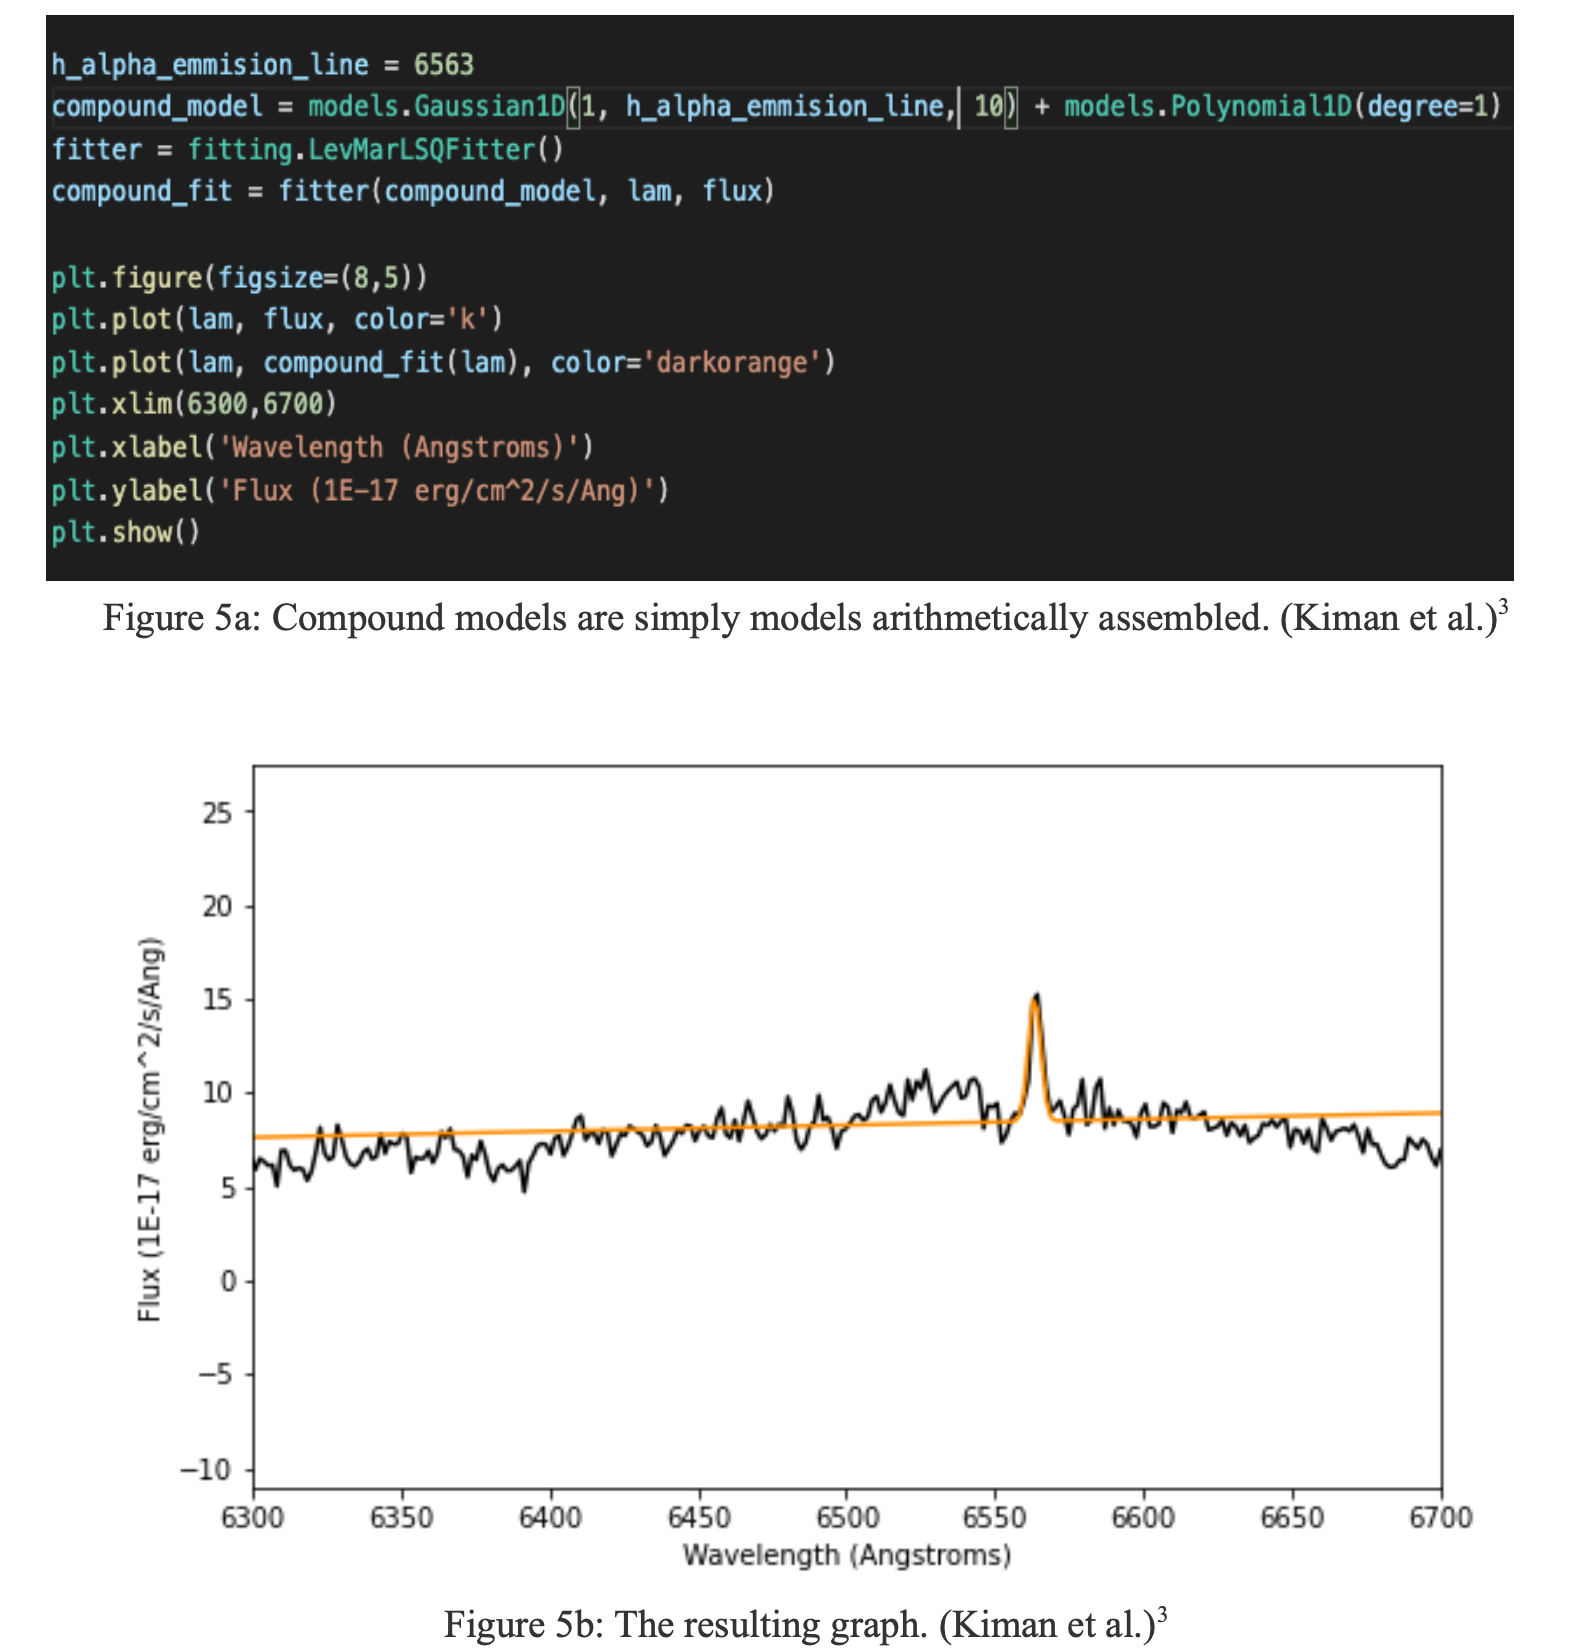 h_alpha_emmision_line = 6563
compound_model = models.Gaussian1D(1, h_alpha_emmision_line, 10) + models.Polynomial1D(degree=1)
fitter = fitting.LevMarLSQFitter()
compound_fit = fitter(compound_model, lam, flux)
plt.figure(figsize=(8,5))
plt.plot(lam, flux, color='k')
plt.plot(lam, compound_fit(lam), color='darkorange')
plt.xlim(6300,6700)
plt.xlabel('Wavelength (Angstroms)')
plt.ylabel('Flux (1E-17 erg/cm^2/s/Ang)')
plt.show()
Figure 5a: Compound models are simply models arithmetically assembled. (Kiman et al.)³
25
20
15
10
5
0
−5
−10
Flux (1E-17 erg/cm^2/s/Ang)
6300 6350 6400 6450 6500 6550 6600 6650 6700
Wavelength (Angstroms)
Figure 5b: The resulting graph. (Kiman et al.)³